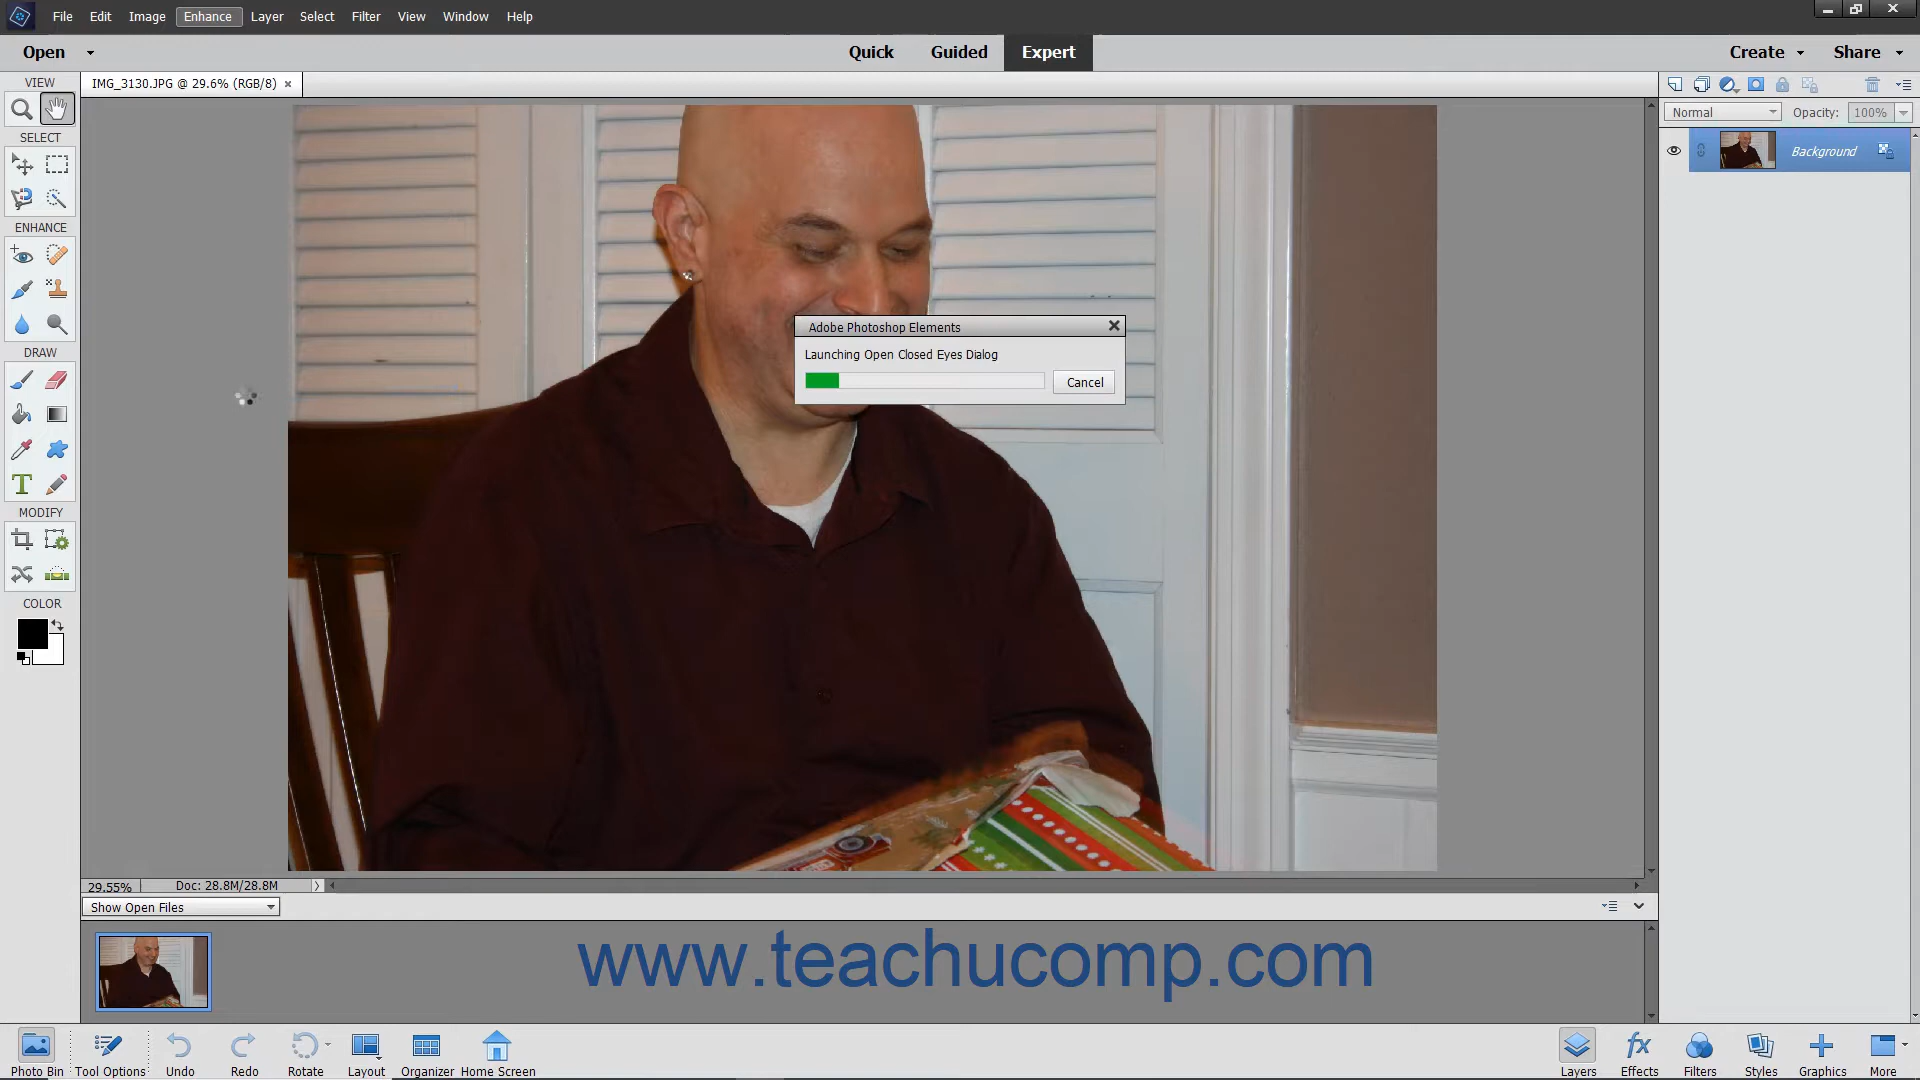 File Edit Image Enhance Layer Select Filter View Window Help
Open Quick Guided Expert Create Share
VIEW IMG_3130.JPG @ 29.6% (RGB/8) ×
Normal Opacity: 100%
SELECT
Background
ENHANCE
Adobe Photoshop Elements
Launching Open Closed Eyes Dialog
Cancel
DRAW
MODIFY
COLOR
29.55% Doc: 28.8M/28.8M
Show Open Files
www.teachucomp.com
Photo Bin Tool Options Undo Redo Rotate Layout Organizer Home Screen Layers Effects Filters Styles Graphics More